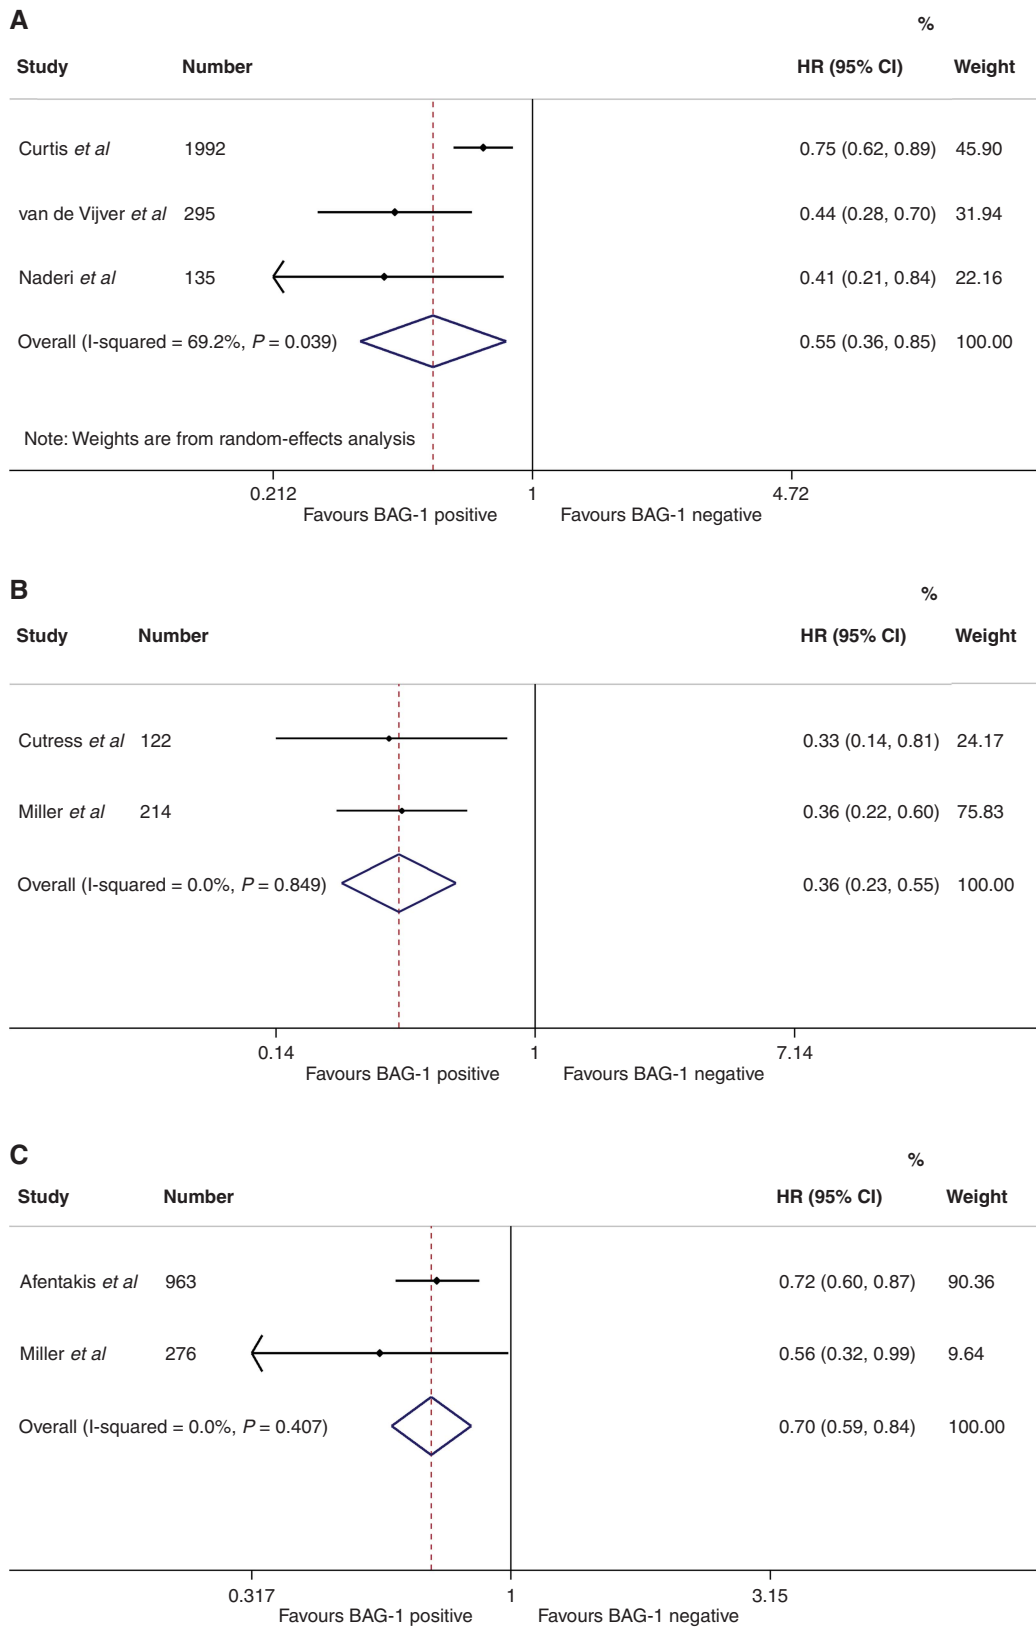 A
%
Study Number HR (95% CI) Weight
Curtis et al 1992 0.75 (0.62, 0.89) 45.90
van de Vijver et al 295 0.44 (0.28, 0.70) 31.94
Naderi et al 135 0.41 (0.21, 0.84) 22.16
Overall (I-squared = 69.2%, P = 0.039) 0.55 (0.36, 0.85) 100.00
Note: Weights are from random-effects analysis
0.212 1 4.72
Favours BAG-1 positive Favours BAG-1 negative
B
%
Study Number HR (95% CI) Weight
Cutress et al 122 0.33 (0.14, 0.81) 24.17
Miller et al 214 0.36 (0.22, 0.60) 75.83
Overall (I-squared = 0.0%, P = 0.849) 0.36 (0.23, 0.55) 100.00
0.14 1 7.14
Favours BAG-1 positive Favours BAG-1 negative
C
%
Study Number HR (95% CI) Weight
Afentakis et al 963 0.72 (0.60, 0.87) 90.36
Miller et al 276 0.56 (0.32, 0.99) 9.64
Overall (I-squared = 0.0%, P = 0.407) 0.70 (0.59, 0.84) 100.00
0.317 1 3.15
Favours BAG-1 positive Favours BAG-1 negative